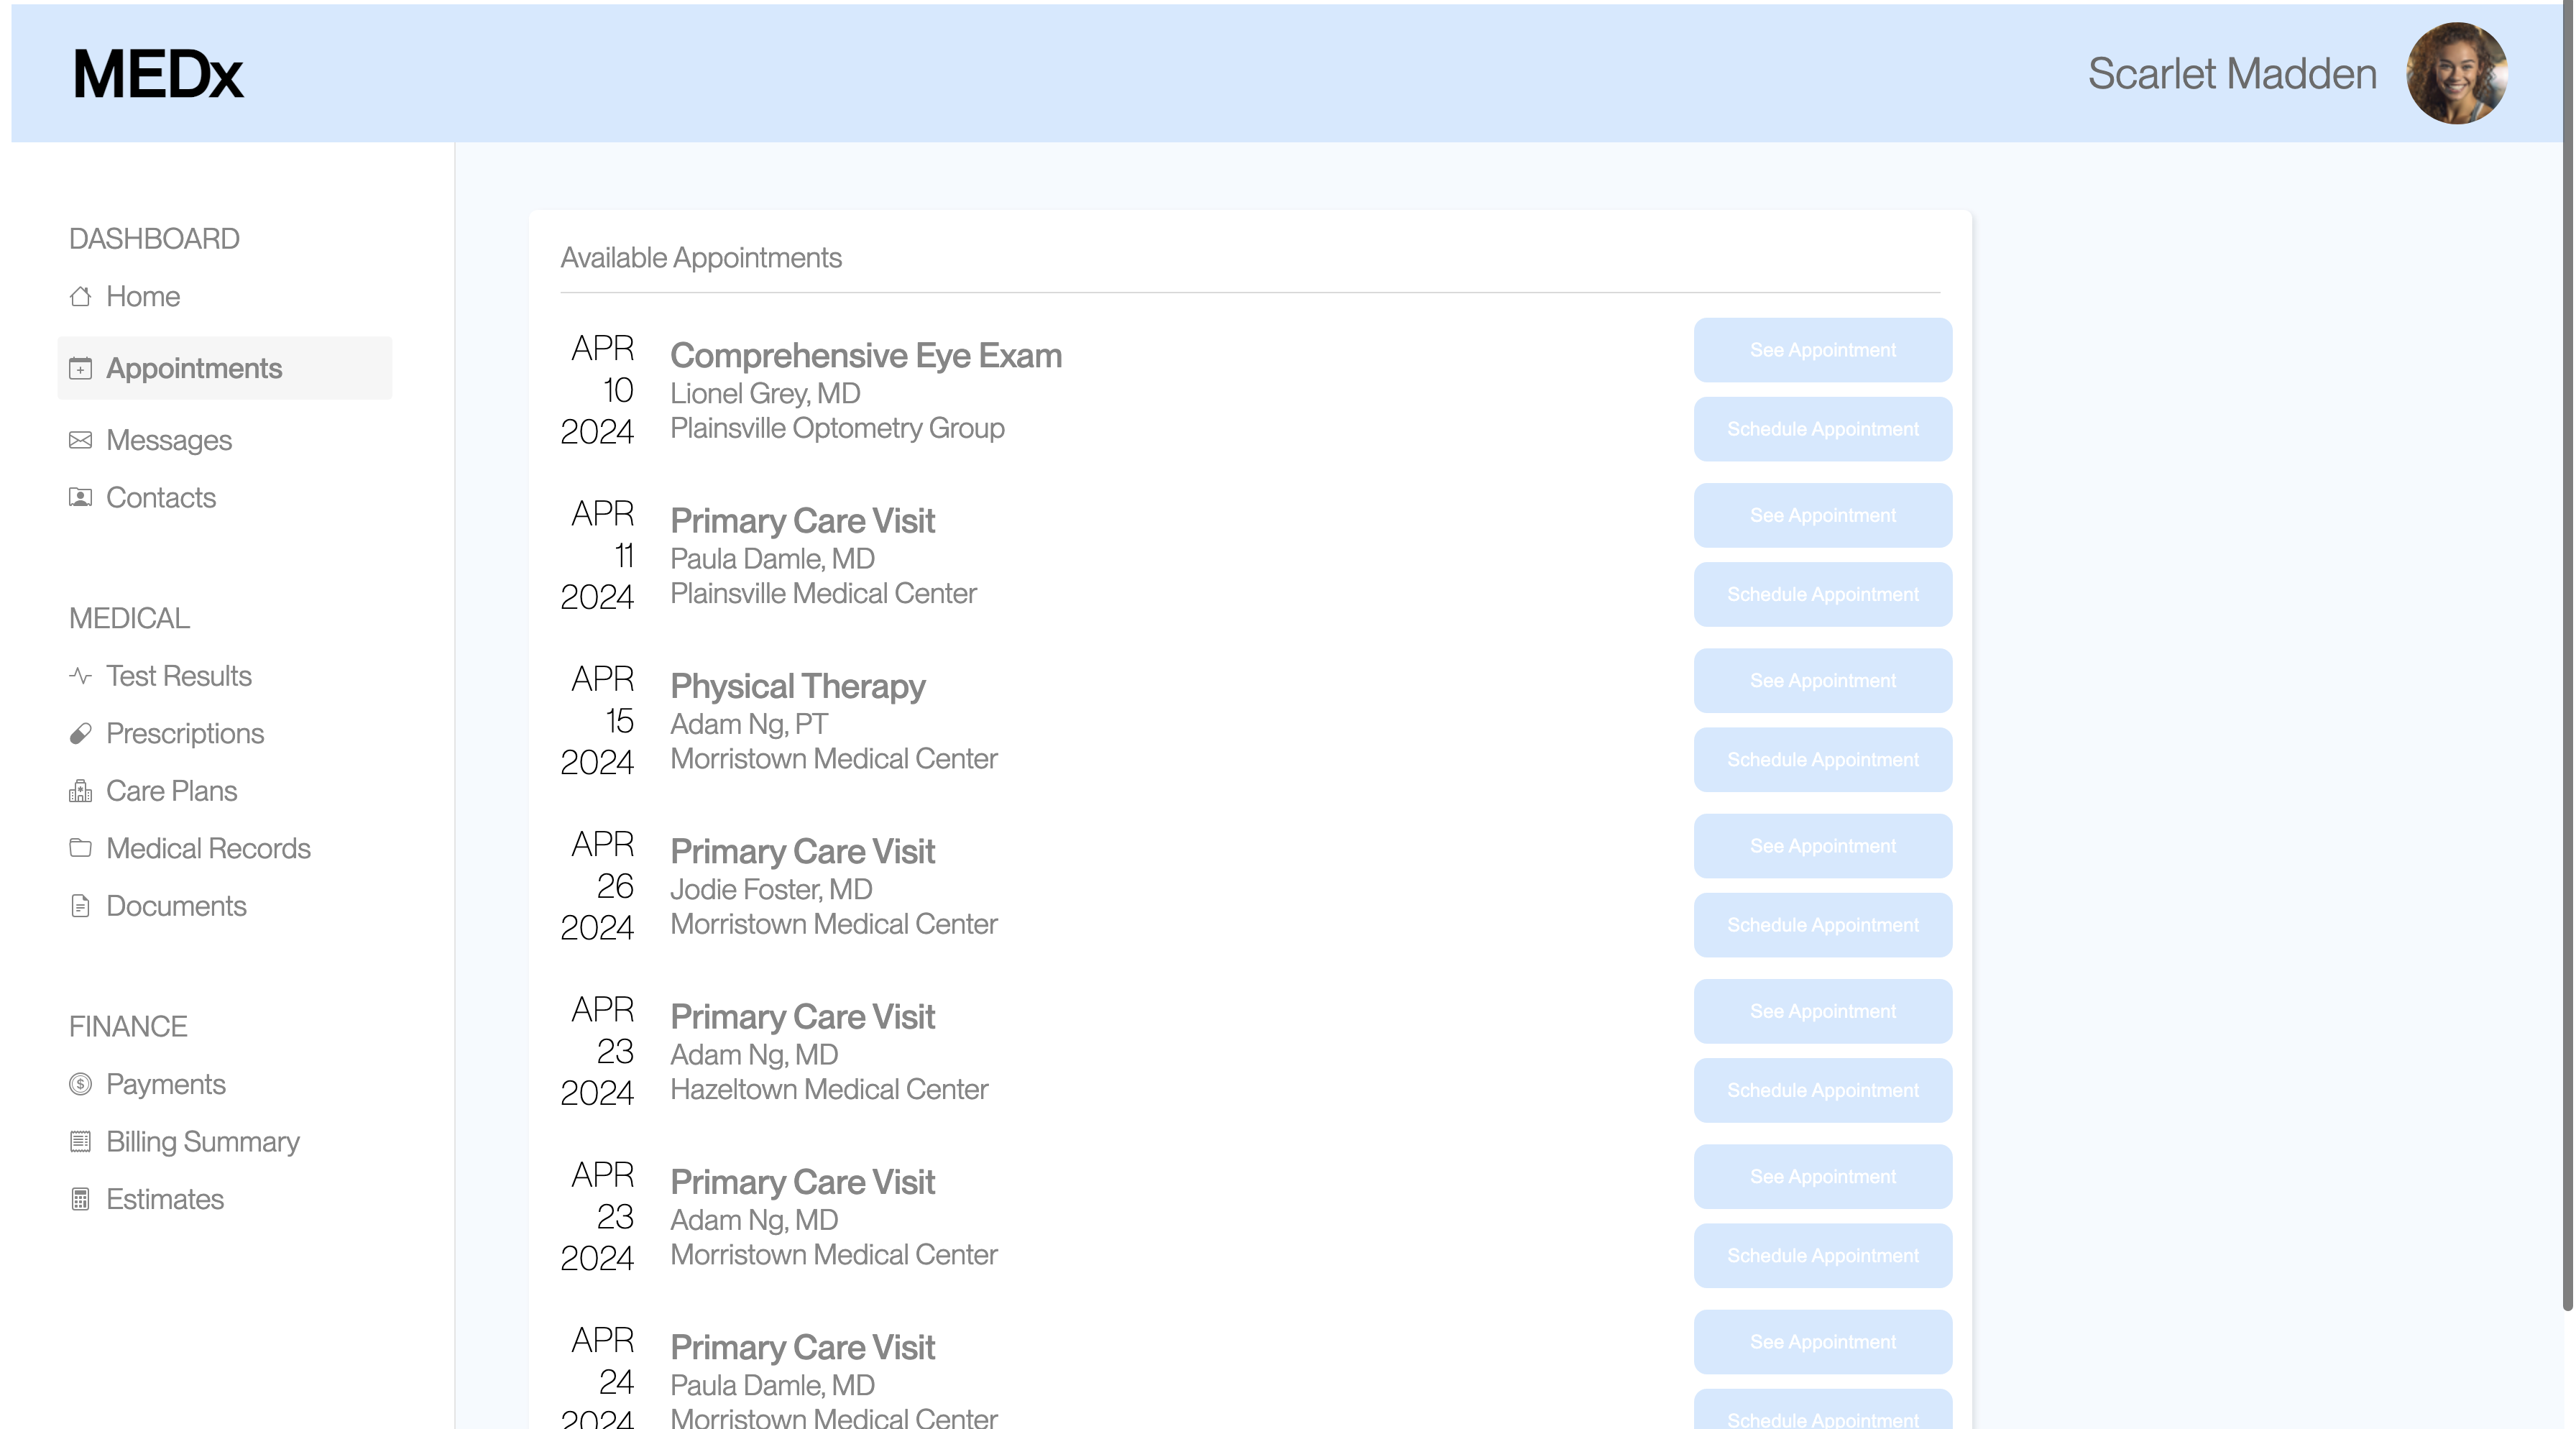 MEDx
Scarlet Madden
DASHBOARD
Home
Appointments
Messages
Contacts
MEDICAL
Test Results
Prescriptions
Care Plans
Medical Records
Documents
FINANCE
Payments
Billing Summary
Estimates
Available Appointments
APR
10
2024
Comprehensive Eye Exam
Lionel Grey, MD
Plainsville Optometry Group
See Appointment
Schedule Appointment
APR
11
2024
Primary Care Visit
Paula Damle, MD
Plainsville Medical Center
See Appointment
Schedule Appointment
APR
15
2024
Physical Therapy
Adam Ng, PT
Morristown Medical Center
See Appointment
Schedule Appointment
APR
26
2024
Primary Care Visit
Jodie Foster, MD
Morristown Medical Center
See Appointment
Schedule Appointment
APR
23
2024
Primary Care Visit
Adam Ng, MD
Hazeltown Medical Center
See Appointment
Schedule Appointment
APR
23
2024
Primary Care Visit
Adam Ng, MD
Morristown Medical Center
See Appointment
Schedule Appointment
APR
24
2024
Primary Care Visit
Paula Damle, MD
Morristown Medical Center
See Appointment
Schedule Appointment